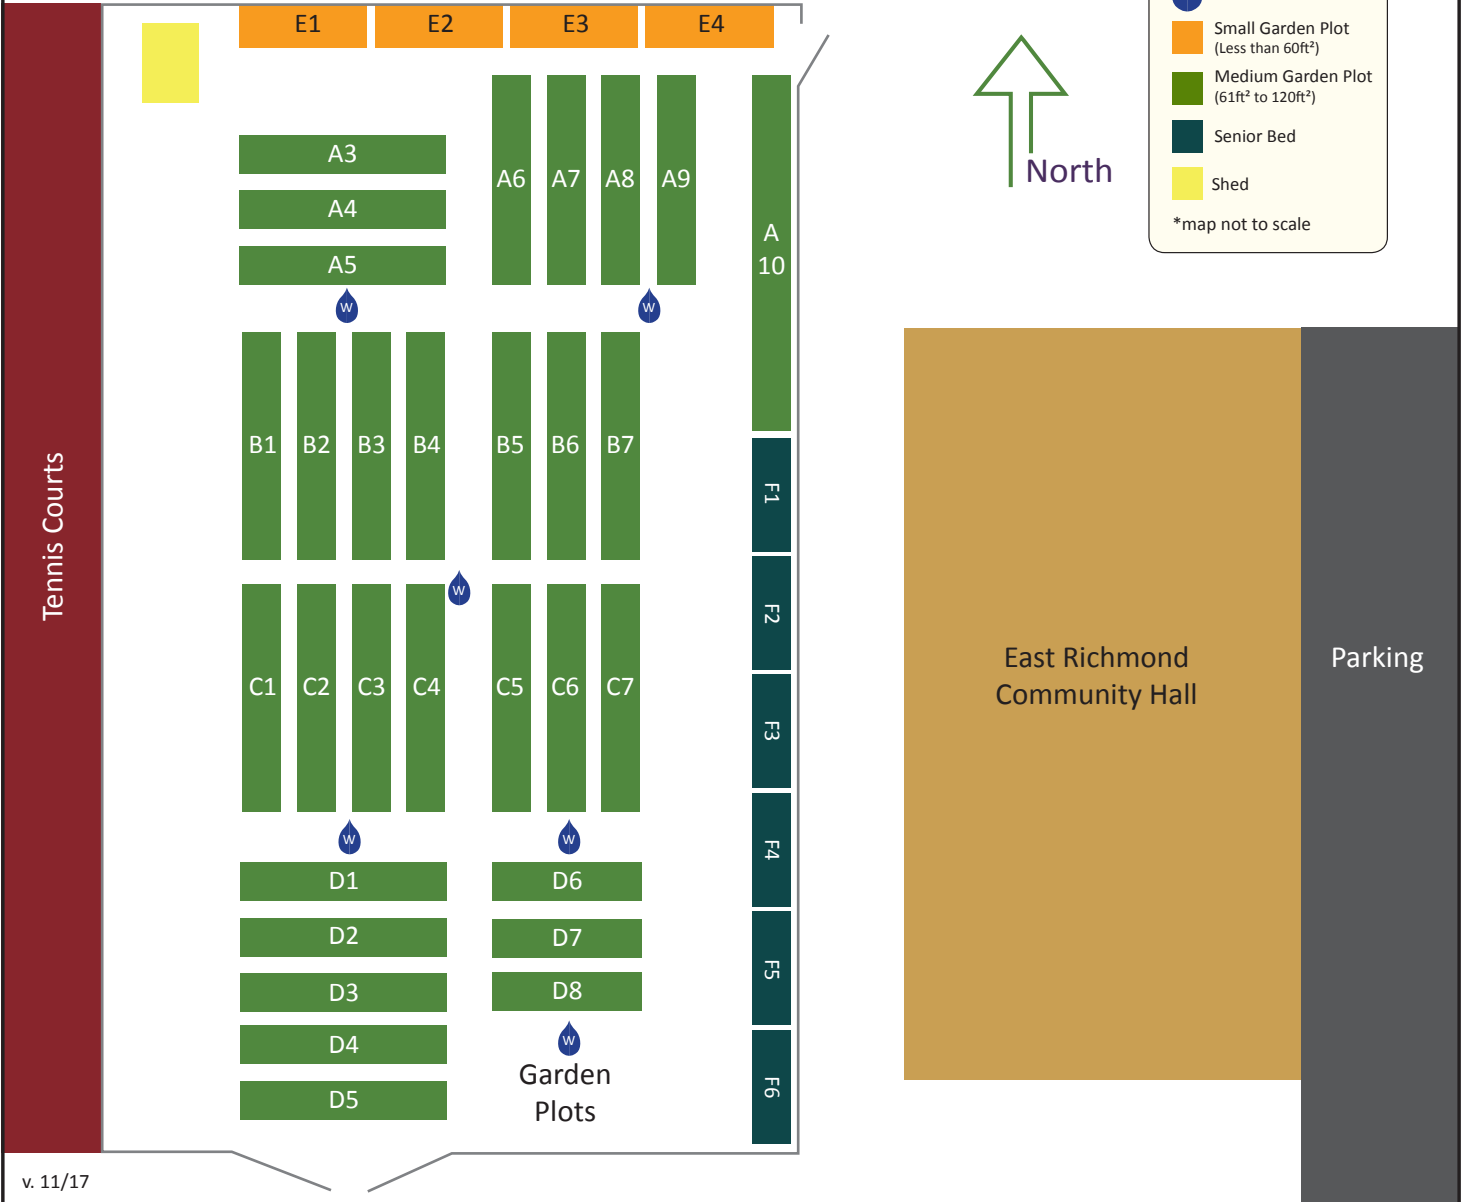 E1
E2
E3
E4
Small Garden Plot
(Less than 60ft²)
Medium Garden Plot
(61ft² to 120ft²)
Senior Bed
Shed
*map not to scale
North
A3
A4
A5
A6
A7
A8
A9
A
10
W
W
B1
B2
B3
B4
B5
B6
B7
F1
Tennis Courts
W
F2
C1
C2
C3
C4
C5
C6
C7
F3
East Richmond
Community Hall
Parking
W
W
F4
D1
D6
D2
D7
F5
D3
D8
D4
W
Garden
Plots
D5
F6
v. 11/17